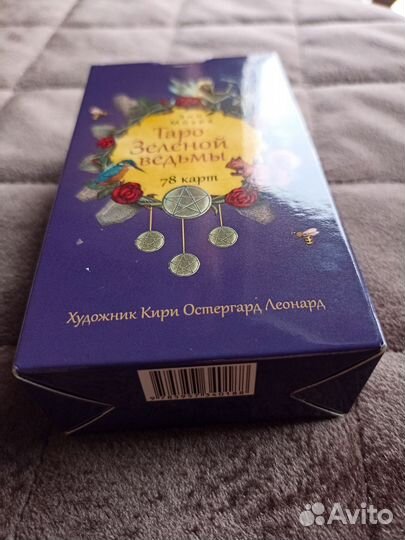 Таро
Зеленой
ведьмы
78 карт
Художник Кири Остергард Леонард
Avito